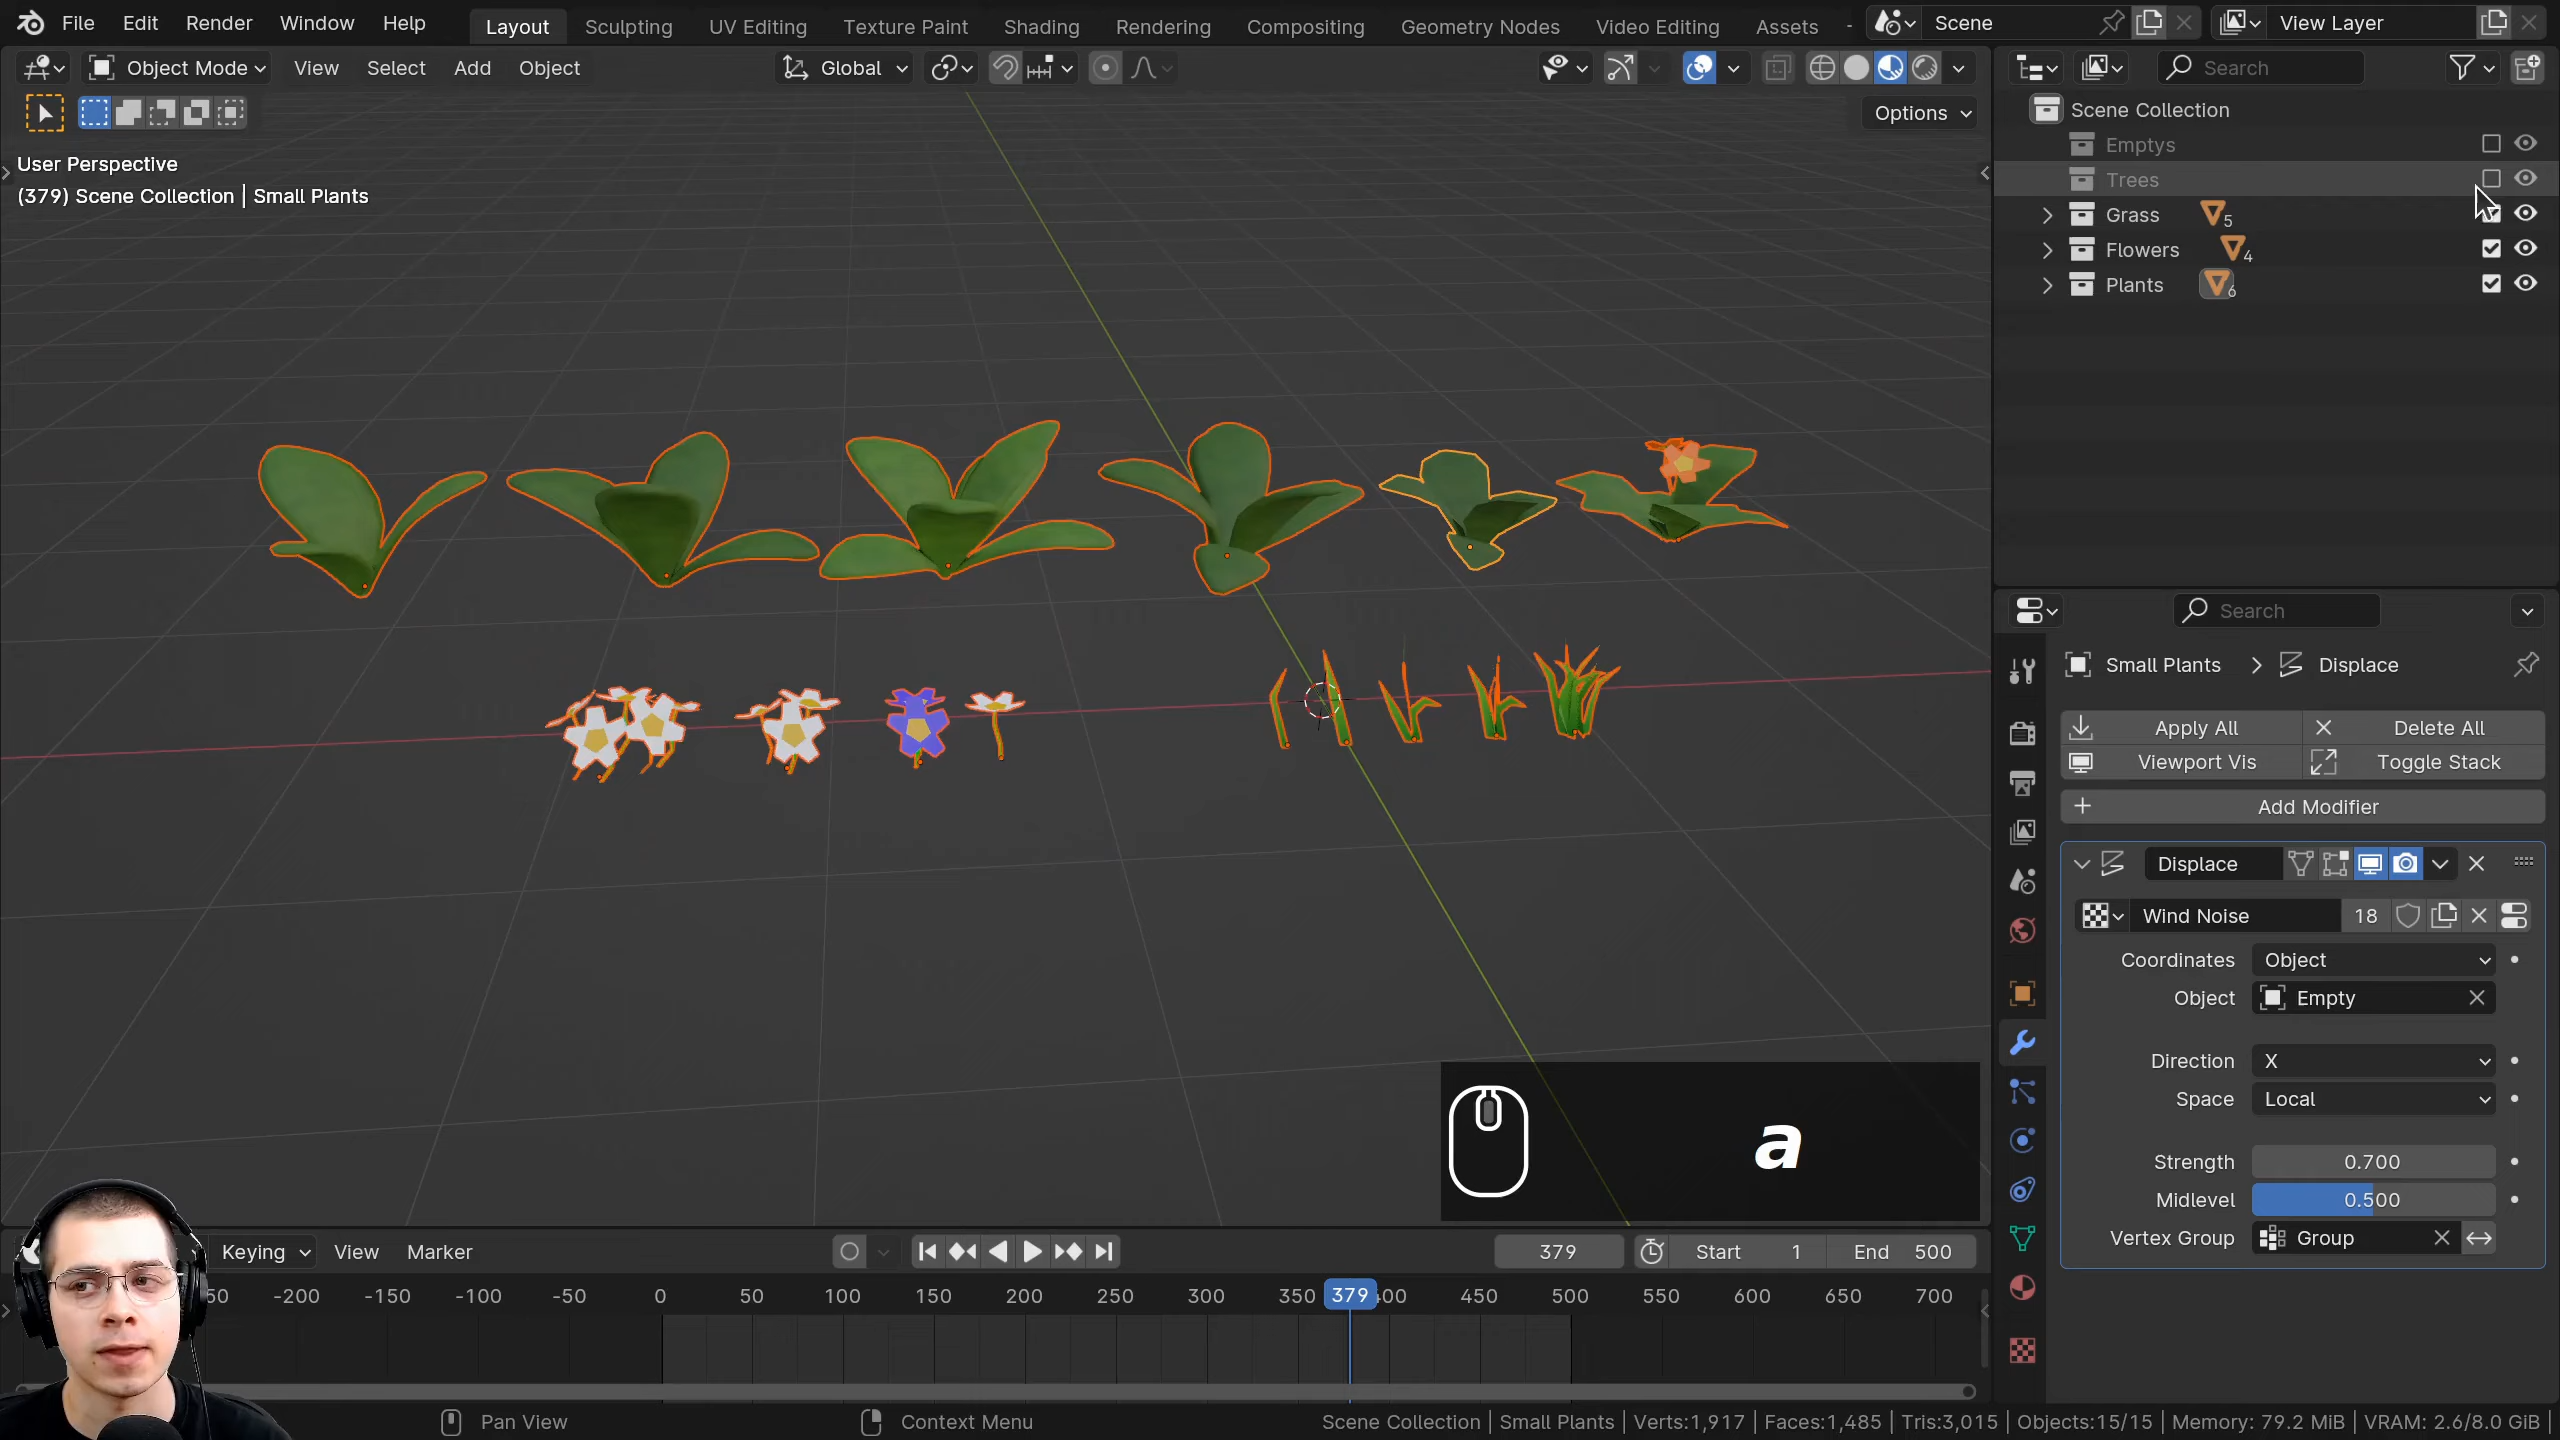 File Edit Render Window Help Layout Sculpting UV Editing Texture Paint Shading Rendering Compositing Geometry Nodes Video Editing Assets Scene View Layer
Object Mode View Select Add Object Global Search
Options
User Perspective
(379) Scene Collection | Small Plants
Scene Collection
Emptys
Trees
Grass 5
Flowers 4
Plants 6
Search
Small Plants > Displace
Apply All Delete All
Viewport Vis Toggle Stack
Add Modifier
Displace
Wind Noise 18
Coordinates Object
Object Empty
Direction X
Space Local
Strength 0.700
Midlevel 0.500
Vertex Group Group
a
Keying View Marker 379 Start 1 End 500
50 -200 -150 -100 -50 0 50 100 150 200 250 300 350 379 400 450 500 550 600 650 700
Pan View Context Menu Scene Collection | Small Plants | Verts:1,917 | Faces:1,485 | Tris:3,015 | Objects:15/15 | Memory: 79.2 MiB | VRAM: 2.6/8.0 GiB |